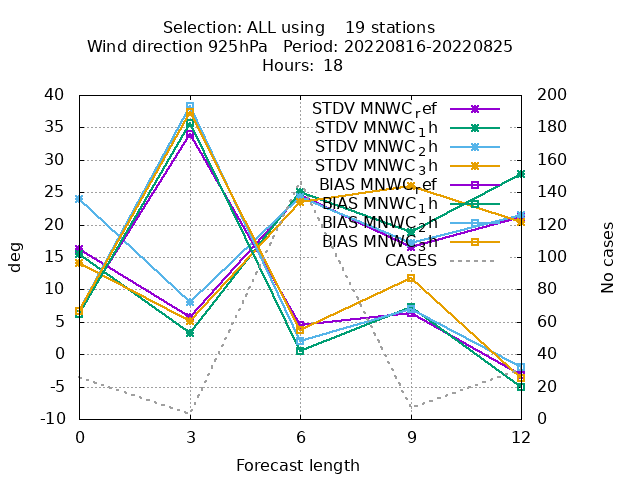 Selection: ALL using    19 stations
Wind direction 925hPa   Period: 20220816-20220825
Hours: 18
40
35
30
25
20
15
10
5
0
-5
-10
deg
200
180
160
140
120
100
80
60
40
20
0
No cases
STDV MNWC_ref
STDV MNWC_1h
STDV MNWC_2h
STDV MNWC_3h
BIAS MNWC_ref
BIAS MNWC_1h
BIAS MNWC_2h
BIAS MNWC_3h
CASES
0 3 6 9 12
Forecast length